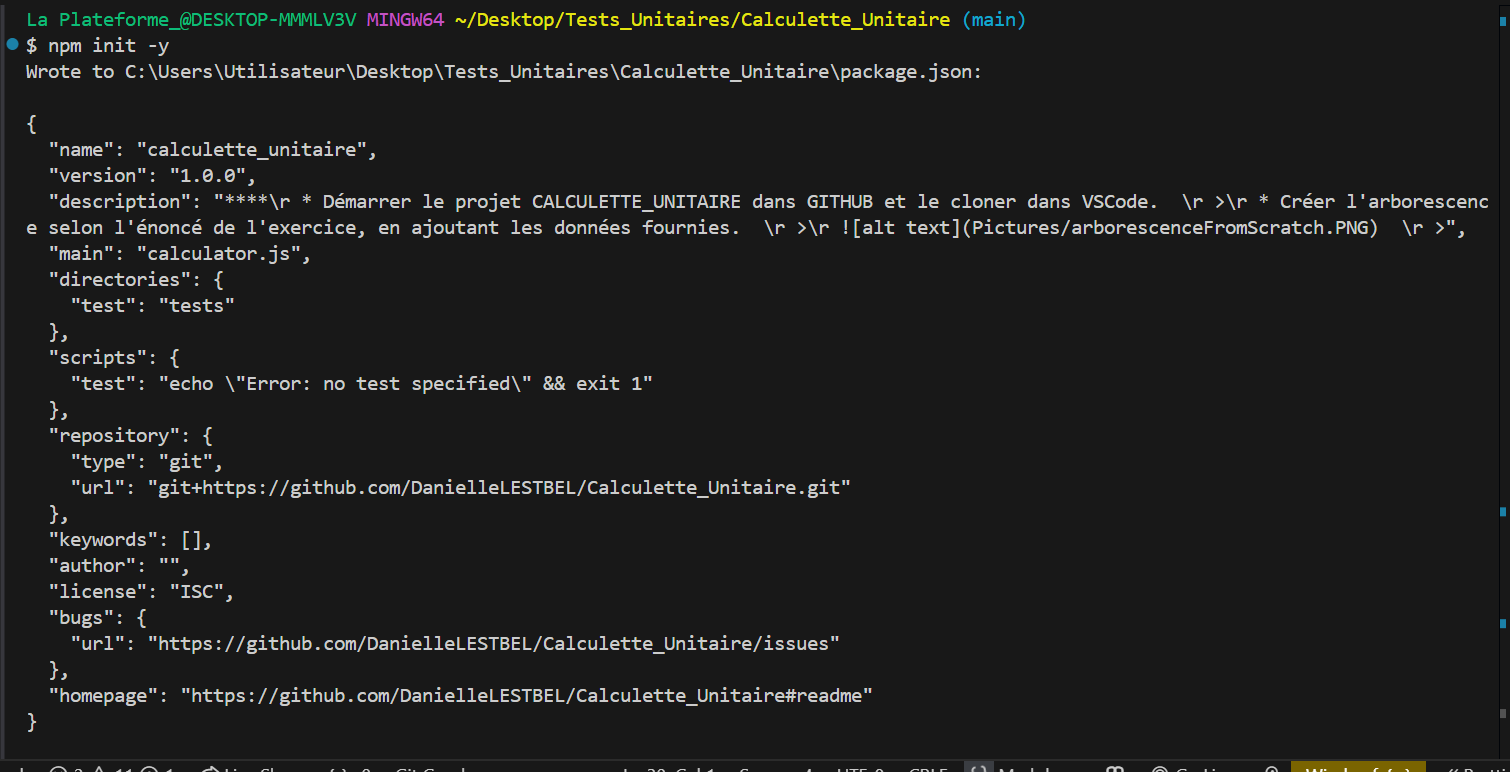 La Plateforme_@DESKTOP-MMMLV3V MINGW64 ~/Desktop/Tests_Unitaires/Calculette_Unitaire (main)
$ npm init -y
Wrote to C:\Users\Utilisateur\Desktop\Tests_Unitaires\Calculette_Unitaire\package.json:
{
  "name": "calculette_unitaire",
  "version": "1.0.0",
  "description": "****\r * Démarrer le projet CALCULETTE_UNITAIRE dans GITHUB et le cloner dans VSCode.  \r >\r * Créer l'arborescenc
e selon l'énoncé de l'exercice, en ajoutant les données fournies.  \r >\r ![alt text](Pictures/arborescenceFromScratch.PNG)  \r >",
  "main": "calculator.js",
  "directories": {
    "test": "tests"
  },
  "scripts": {
    "test": "echo \"Error: no test specified\" && exit 1"
  },
  "repository": {
    "type": "git",
    "url": "git+https://github.com/DanielleLESTBEL/Calculette_Unitaire.git"
  },
  "keywords": [],
  "author": "",
  "license": "ISC",
  "bugs": {
    "url": "https://github.com/DanielleLESTBEL/Calculette_Unitaire/issues"
  },
  "homepage": "https://github.com/DanielleLESTBEL/Calculette_Unitaire#readme"
}